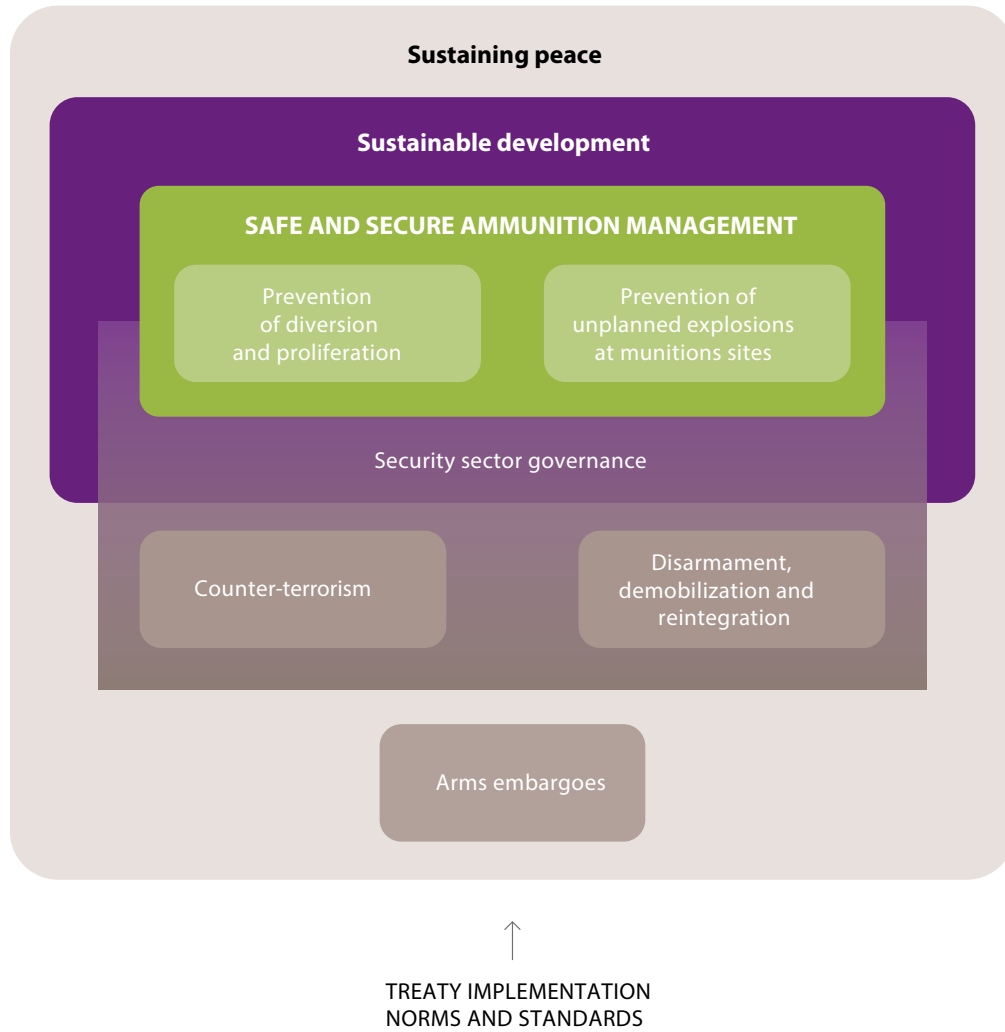 Sustaining peace
Sustainable development
SAFE AND SECURE AMMUNITION MANAGEMENT
Prevention
of diversion
and proliferation
Prevention of
unplanned explosions
at munitions sites
Security sector governance
Counter-terrorism
Disarmament,
demobilization and
reintegration
Arms embargoes
TREATY IMPLEMENTATION
NORMS AND STANDARDS